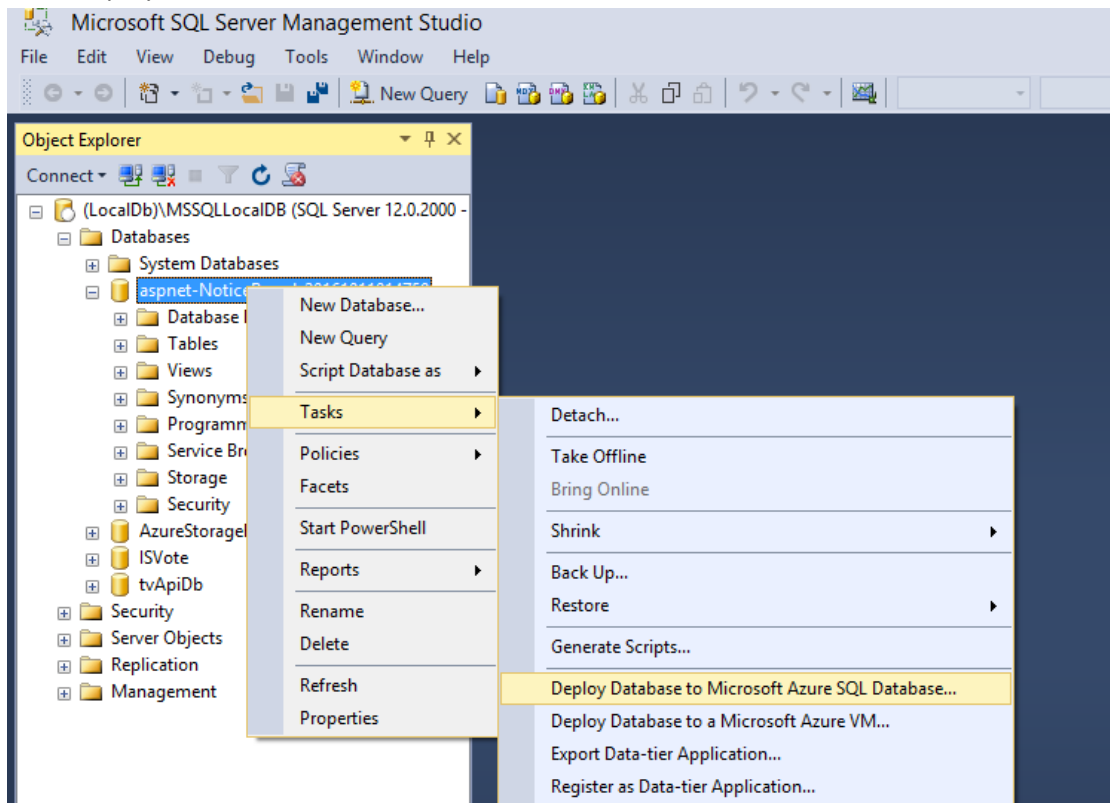 Microsoft SQL Server Management Studio
File Edit View Debug Tools Window Help
New Query
Object Explorer
Connect
(LocalDb)\MSSQLLocalDB (SQL Server 12.0.2000 -
Databases
System Databases
Database
Tables
Views
Synonyms
Programm
Service Br
Storage
Security
AzureStorage
ISVote
tvApiDb
Security
Server Objects
Replication
Management
New Database...
New Query
Script Database as
Tasks
Policies
Facets
Start PowerShell
Reports
Rename
Delete
Refresh
Properties
Detach...
Take Offline
Bring Online
Shrink
Back Up...
Restore
Generate Scripts...
Deploy Database to Microsoft Azure SQL Database...
Deploy Database to a Microsoft Azure VM...
Export Data-tier Application...
Register as Data-tier Application...